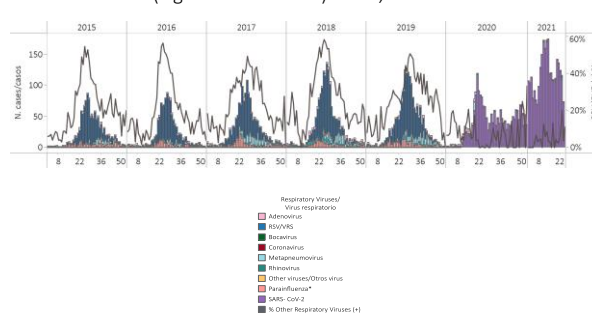 2015 2016 2017 2018 2019 2020 2021
150 60%
100 40%
50 20%
0 0%
N. cases/casos
8 22 36 50 8 22 36 50 8 22 36 50 8 22 36 50 8 22 36 50 8 22 36 50 8 22
Respiratory Viruses/
Virus respiratorio
Adenovirus
RSV/VRS
Bocavirus
Coronavirus
Metapneumovirus
Rhinovirus
Other viruses/Otros virus
Parainfluenza*
SARS- CoV-2
% Other Respiratory Viruses (+)